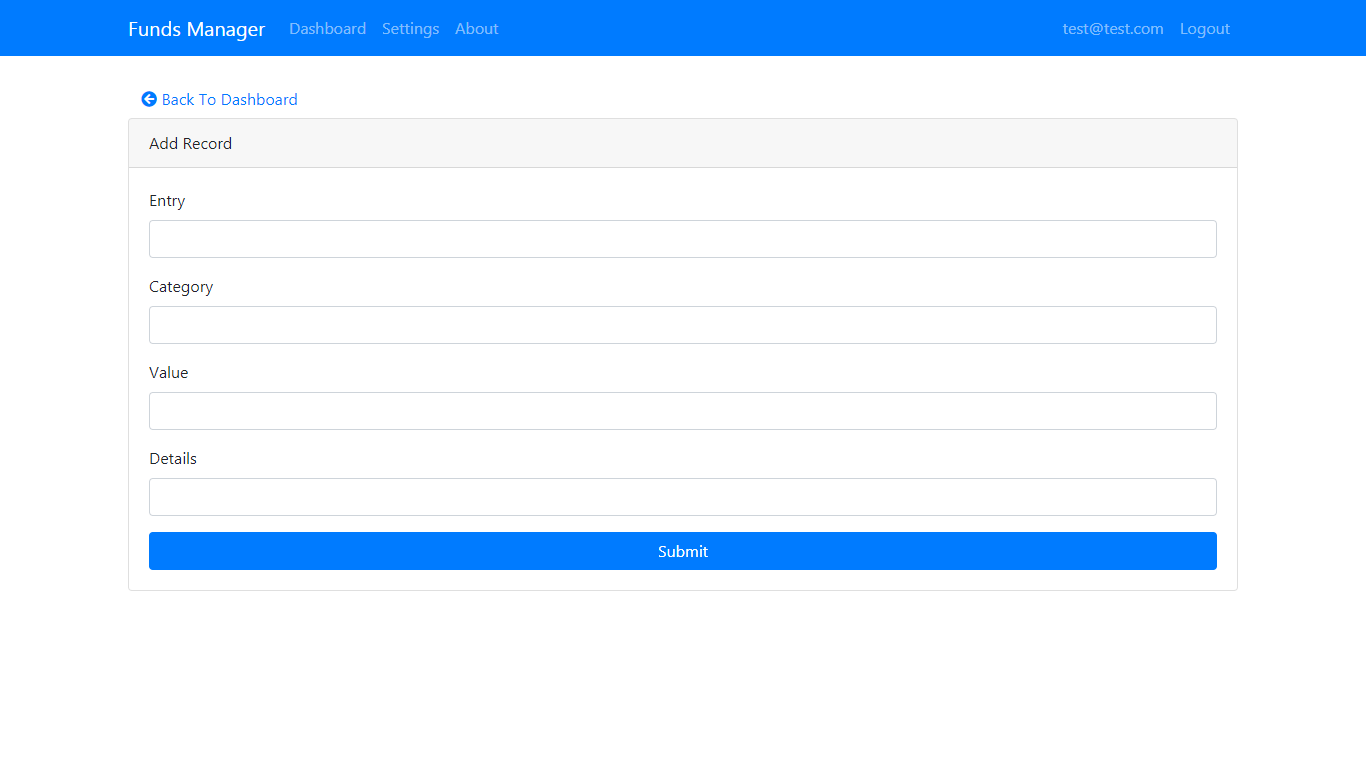 Funds Manager Dashboard Settings About test@test.com Logout
Back To Dashboard
Add Record
Entry
Category
Value
Details
Submit